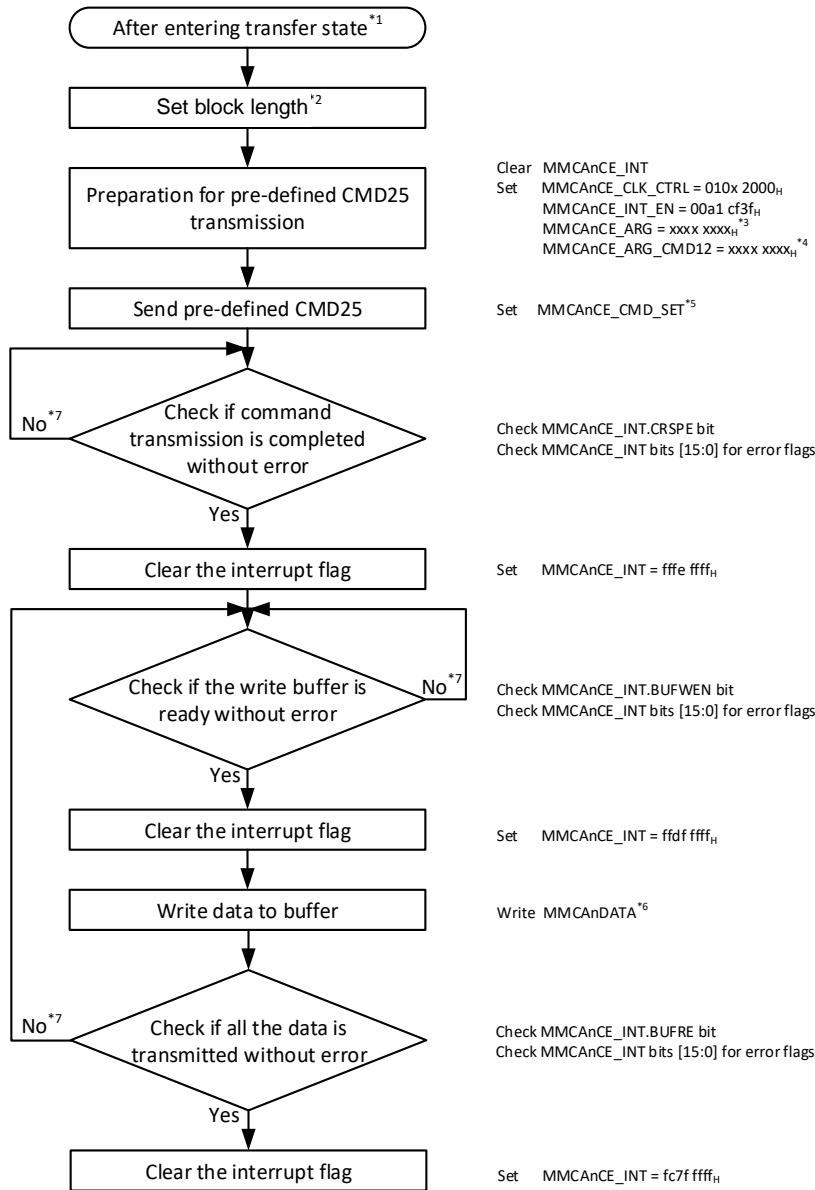 After entering transfer state*1
Set block length*2
Preparation for pre-defined CMD25
transmission
Clear MMCAnCE_INT
Set MMCAnCE_CLK_CTRL = 010x 2000H
MMCAnCE_INT_EN = 00a1 cf3fH
MMCAnCE_ARG = xxxx xxxxH*3
MMCAnCE_ARG_CMD12 = xxxx xxxxH*4
Send pre-defined CMD25
Set MMCAnCE_CMD_SET*5
No*7
Check if command
transmission is completed
without error
Check MMCAnCE_INT.CRSPE bit
Check MMCAnCE_INT bits [15:0] for error flags
Yes
Clear the interrupt flag
Set MMCAnCE_INT = fffe ffffH
Check if the write buffer is
ready without error
No*7
Check MMCAnCE_INT.BUFWEN bit
Check MMCAnCE_INT bits [15:0] for error flags
Yes
Clear the interrupt flag
Set MMCAnCE_INT = ffdf ffffH
Write data to buffer
Write MMCAnDATA*6
No*7
Check if all the data is
transmitted without error
Check MMCAnCE_INT.BUFRE bit
Check MMCAnCE_INT bits [15:0] for error flags
Yes
Clear the interrupt flag
Set MMCAnCE_INT = fc7f ffffH